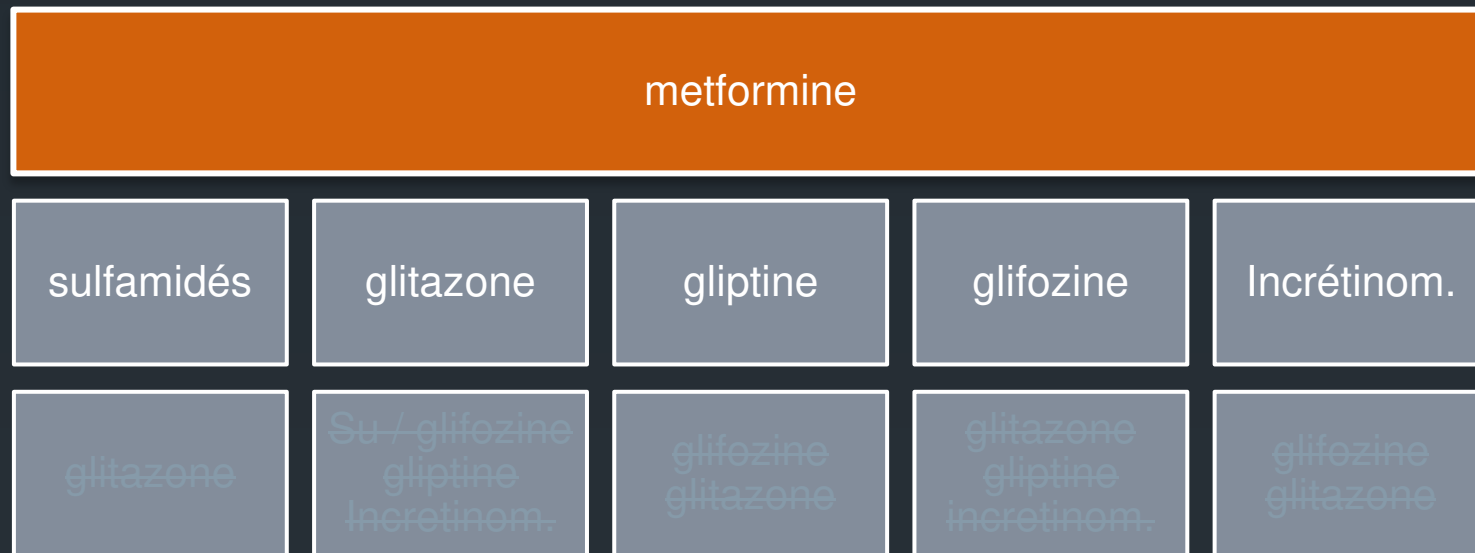 metformine
sulfamidés
glitazone
gliptine
glifozine
Incrétinom.
glitazone
Su / glifozine
gliptine
Incretinom.
glifozine
glitazone
glitazone
gliptine
incretinom.
glifozine
glitazone